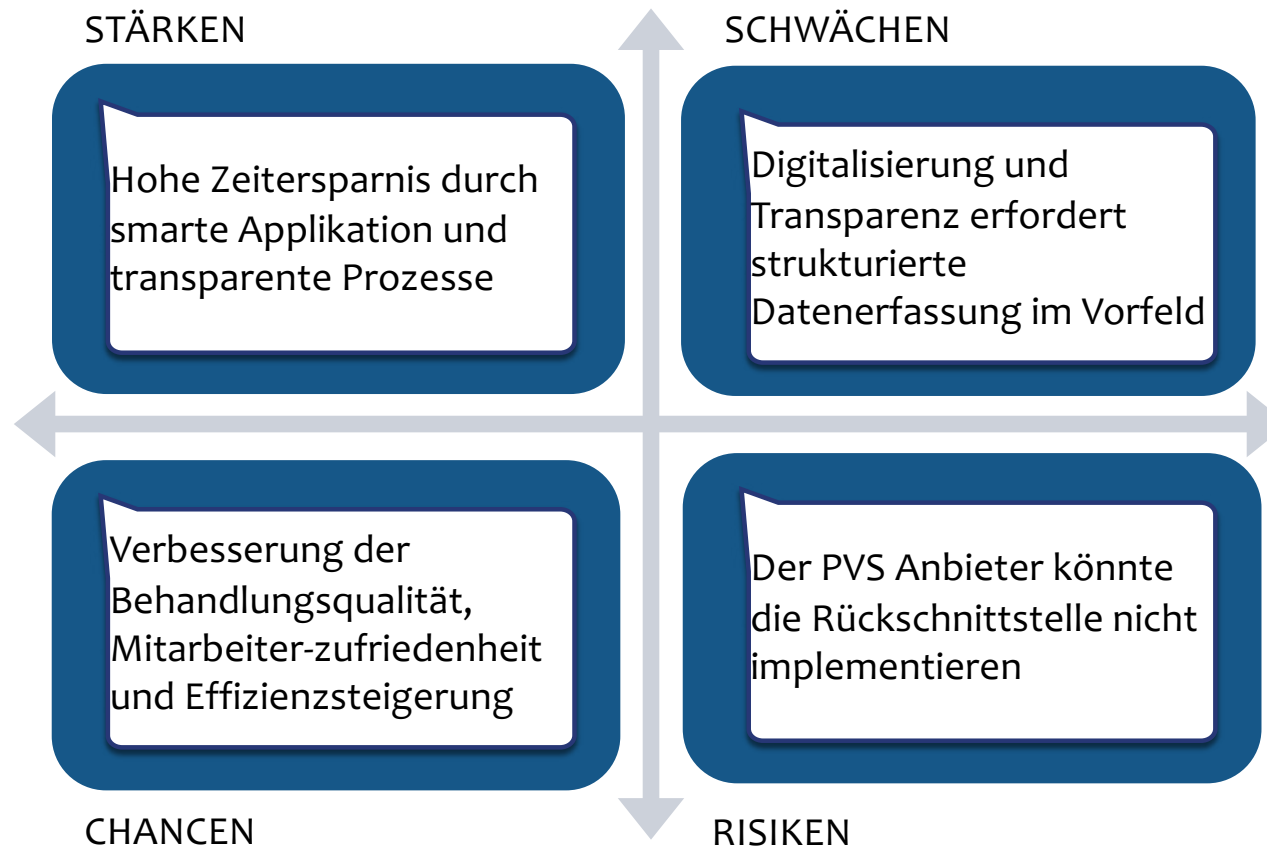 STÄRKEN
Hohe Zeitersparnis durch
smarte Applikation und
transparente Prozesse
SCHWÄCHEN
Digitalisierung und
Transparenz erfordert
strukturierte
Datenerfassung im Vorfeld
Verbesserung der
Behandlungsqualität,
Mitarbeiter-zufriedenheit
und Effizienzsteigerung
CHANCEN
Der PVS Anbieter könnte
die Rückschnittstelle nicht
implementieren
RISIKEN